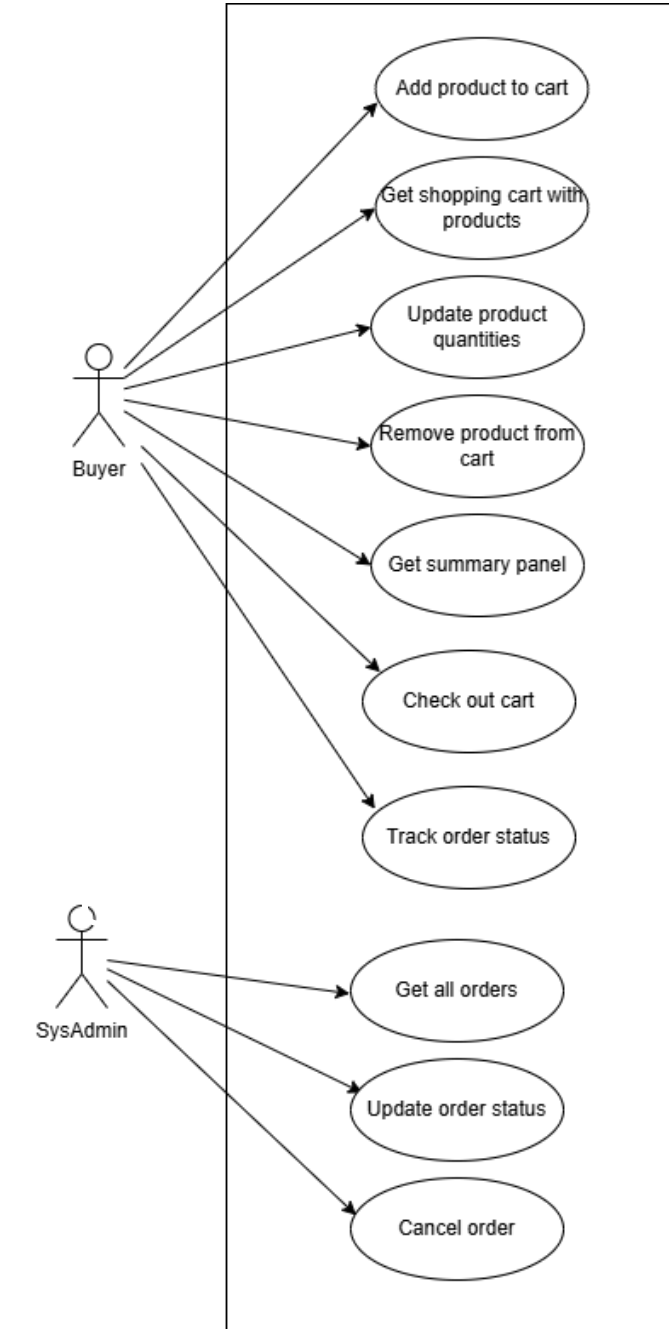 Add product to cart
Get shopping cart with
products
Update product
quantities
Remove product from
cart
Buyer
Get summary panel
Check out cart
Track order status
Get all orders
SysAdmin
Update order status
Cancel order